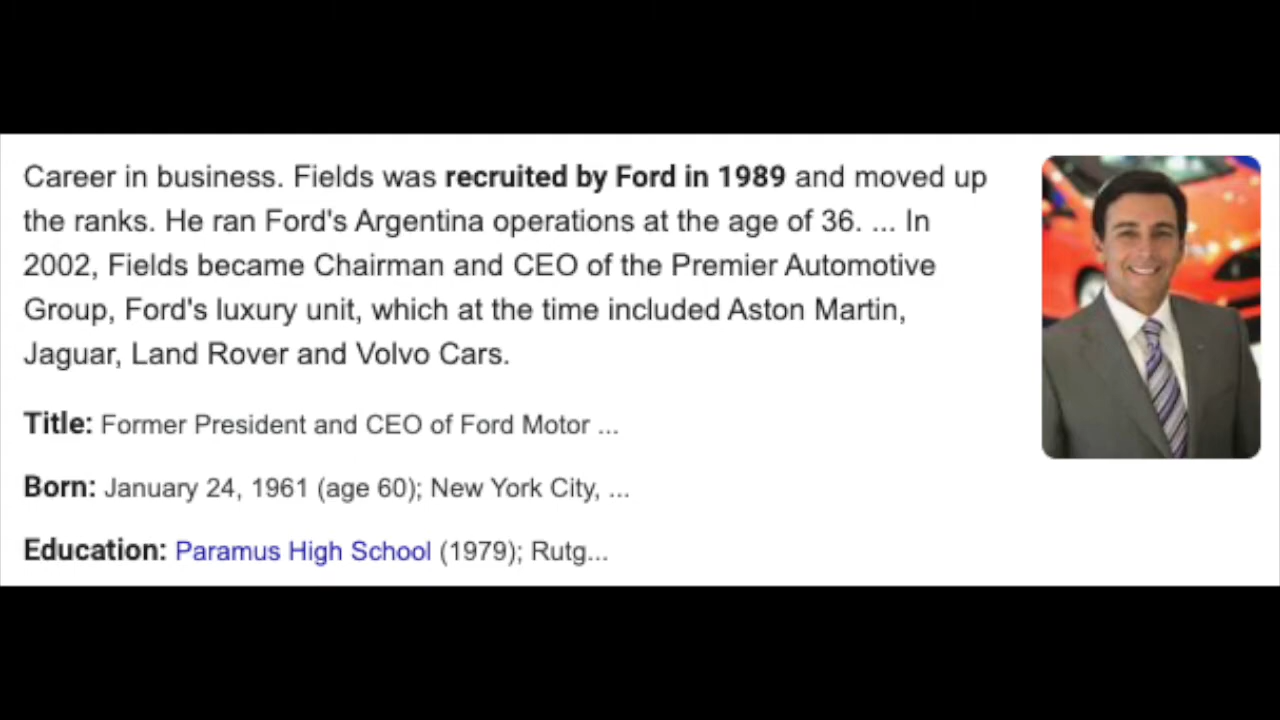 Career in business. Fields was recruited by Ford in 1989 and moved up
the ranks. He ran Ford's Argentina operations at the age of 36. ... In
2002, Fields became Chairman and CEO of the Premier Automotive
Group, Ford's luxury unit, which at the time included Aston Martin,
Jaguar, Land Rover and Volvo Cars.
Title: Former President and CEO of Ford Motor ...
Born: January 24, 1961 (age 60); New York City, ...
Education: Paramus High School (1979); Rutg...